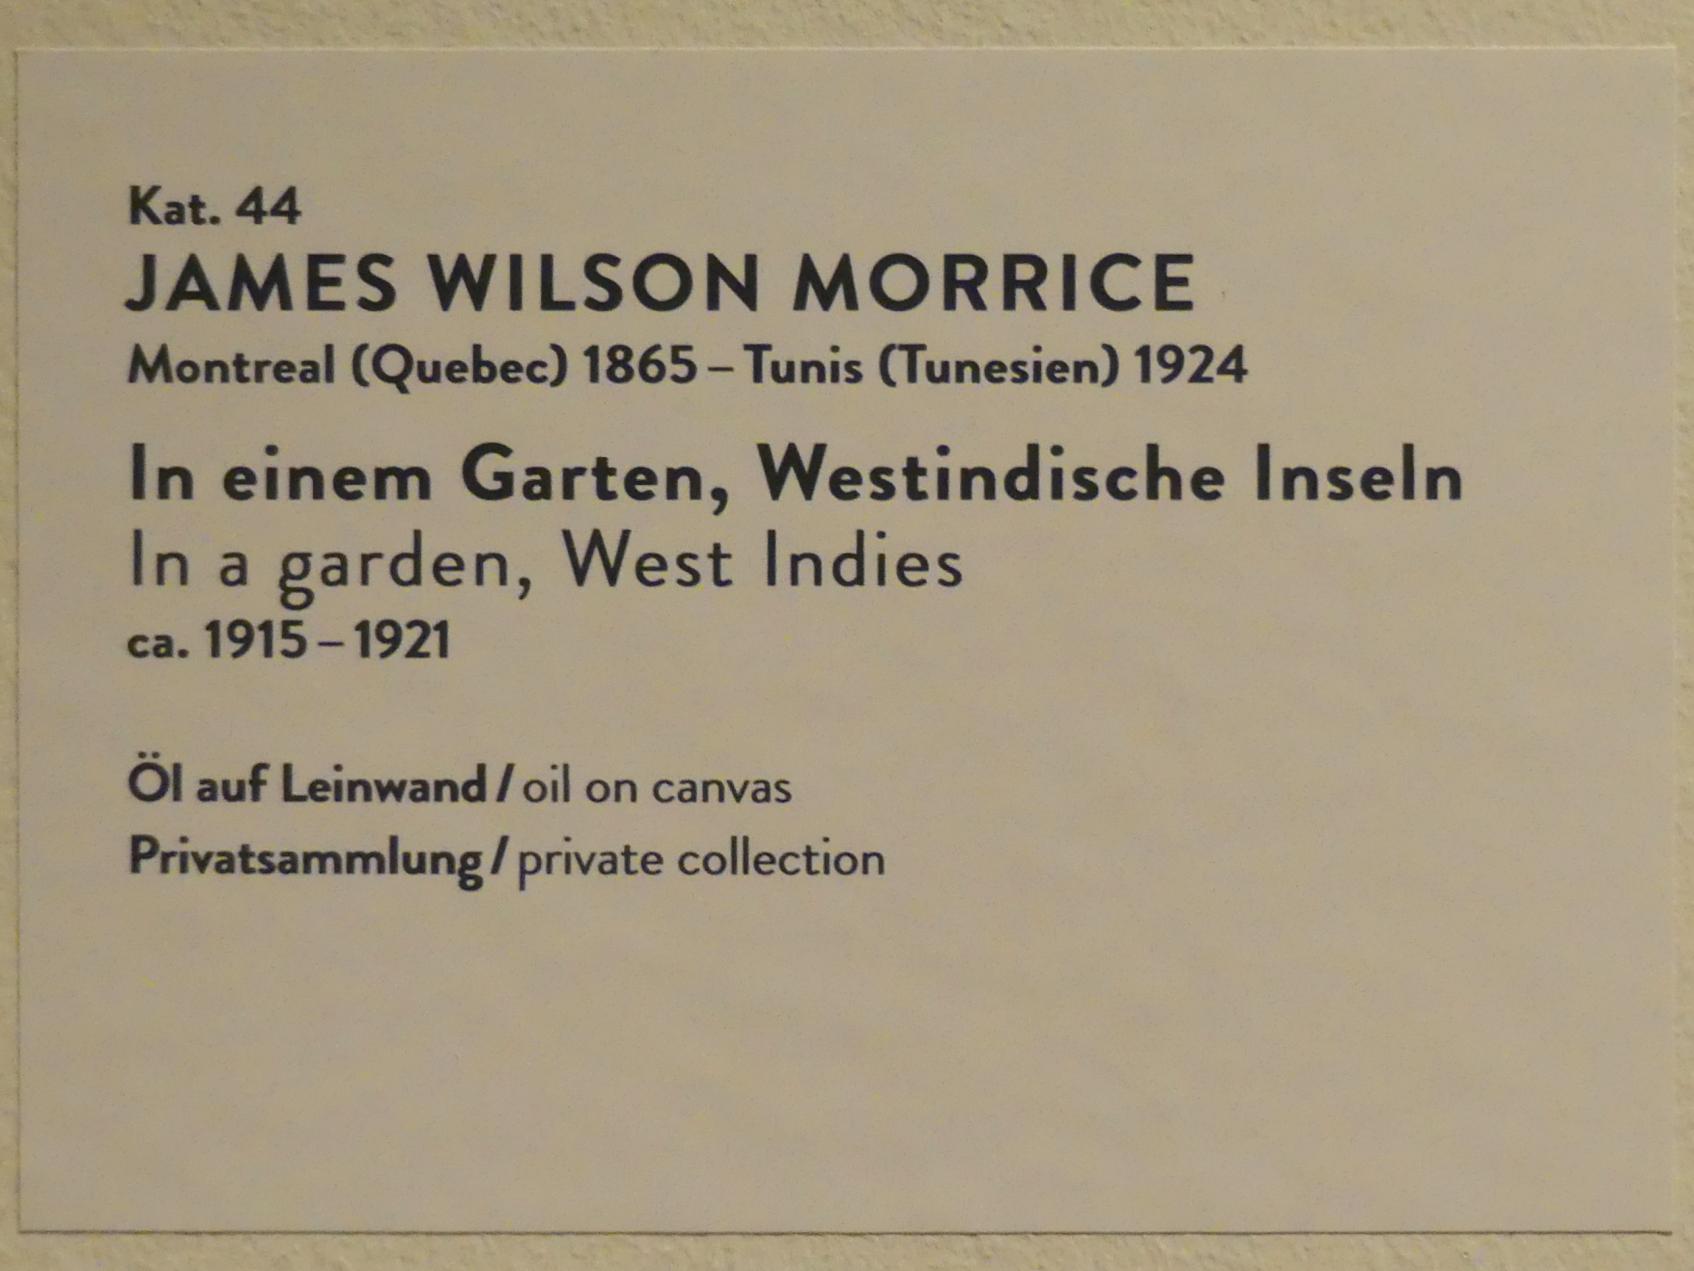 Kat. 44
JAMES WILSON MORRICE
Montreal (Quebec) 1865 – Tunis (Tunesien) 1924
In einem Garten, Westindische Inseln
In a garden, West Indies
ca. 1915 – 1921
Öl auf Leinwand / oil on canvas
Privatsammlung / private collection